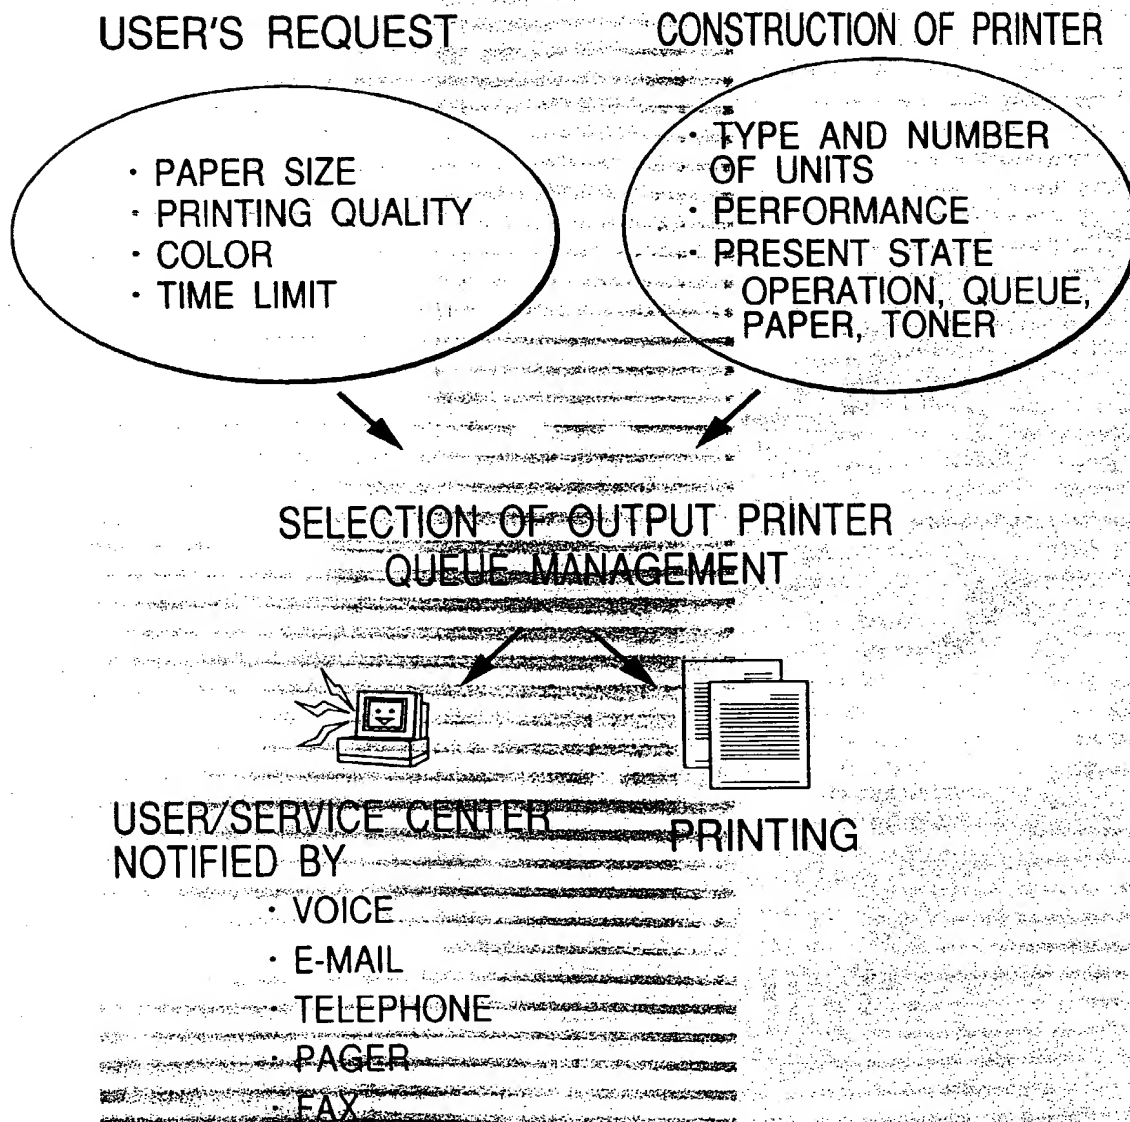 USER'S REQUEST
CONSTRUCTION OF PRINTER
· PAPER SIZE
· PRINTING QUALITY
· COLOR
· TIME LIMIT
· TYPE AND NUMBER
OF UNITS
· PERFORMANCE
· PRESENT STATE
OPERATION, QUEUE,
PAPER, TONER
SELECTION OF OUTPUT PRINTER
QUEUE MANAGEMENT
USER/SERVICE CENTER
NOTIFIED BY
· VOICE
· E-MAIL
· TELEPHONE
· PAGER
· FAX
PRINTING